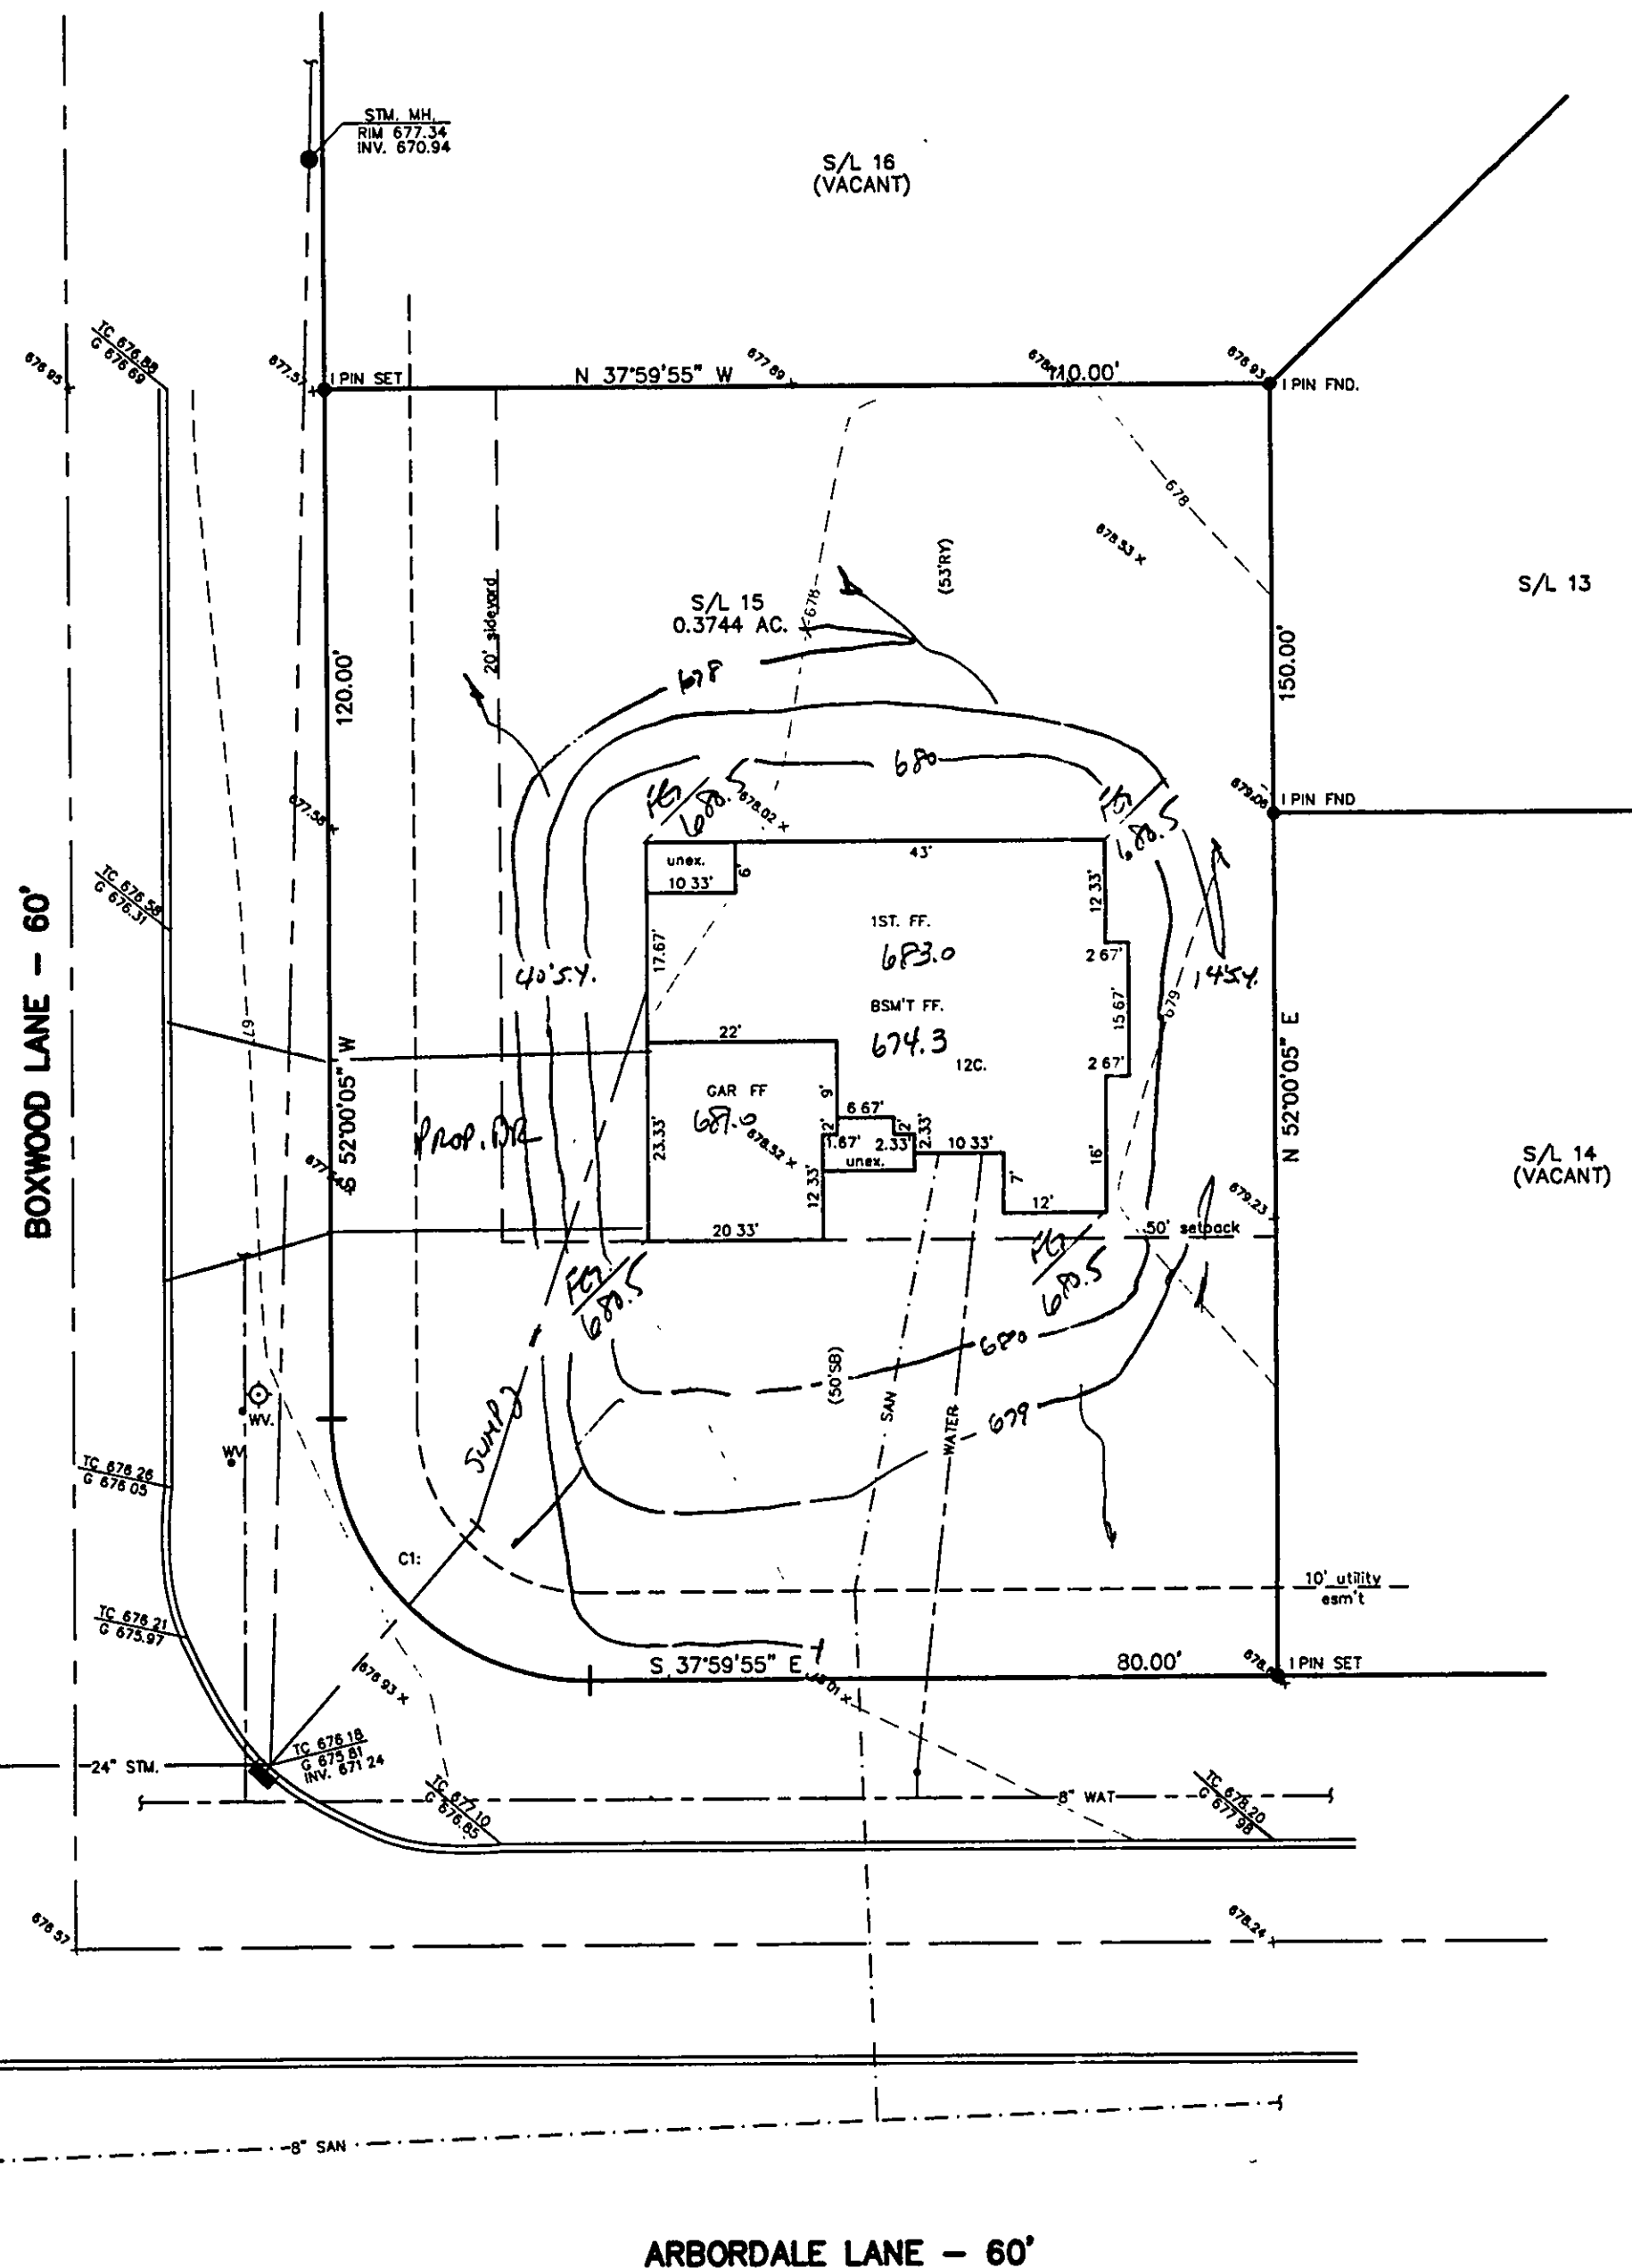 STM. MH.
RIM 677.34
INV. 670.94
S/L 16
(VACANT)
TC 676.88
G 676.69
676.95
677.57
I PIN SET
N 37°59'55" W
677.69
110.00'
678.93
I PIN FND.
678
678.53 x
(53'RY)
S/L 13
S/L 15
0.3744 AC.
678
20' sideyard
120.00'
150.00'
678
680
FG
680.5
678.02 x
FG
680.5
679.08
I PIN FND
677.58
TC 676.58
G 676.31
unex.
10 33'
6'
43'
12 33'
1ST. FF.
683.0
17.67'
2 67'
40'S.Y.
14'S.Y.
679
BSM'T FF.
674.3
15 67'
12C.
2 67'
22'
BOXWOOD LANE – 60'
S 52°00'05" W
N 52°00'05" E
GAR FF
681.0
9'
6 67'
2'
2'
2.33'
1.67'
2.33'
10 33'
unex.
678.52 x
PROP. DR
23.33'
12 33'
16'
7'
12'
20 33'
S/L 14
(VACANT)
679.23
50' setback
FG
680.5
FG
680.5
680
(50'SB)
SAN
WATER
679
SUMP
WV.
WV
TC 676.26
G 676 05
C1:
10' utility
esm't
TC 676 21
G 675.97
S 37°59'55" E
80.00'
I PIN SET
676 93 x
TC 676 18
G 675 81
INV. 671 24
24" STM.
TC 677.10
G 676.85
8" WAT
TC 678.20
G 677.98
676.57
678.24
8" SAN
ARBORDALE LANE – 60'